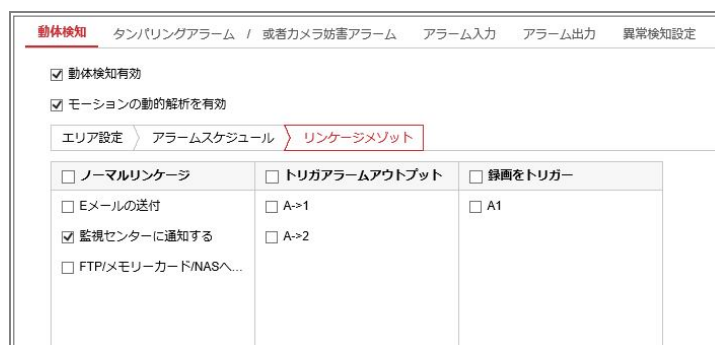 動体検知 タンパリングアラーム / 或者カメラ妨害アラーム アラーム入力 アラーム出力 異常検知設定
動体検知有効
モーションの動的解析を有効
エリア設定 アラームスケジュール リンケージメゾット
ノーマルリンケージ トリガアラームアウトプット 録画をトリガー
Eメールの送付 A->1 A1
監視センターに通知する A->2
FTP/メモリーカード/NASへ...